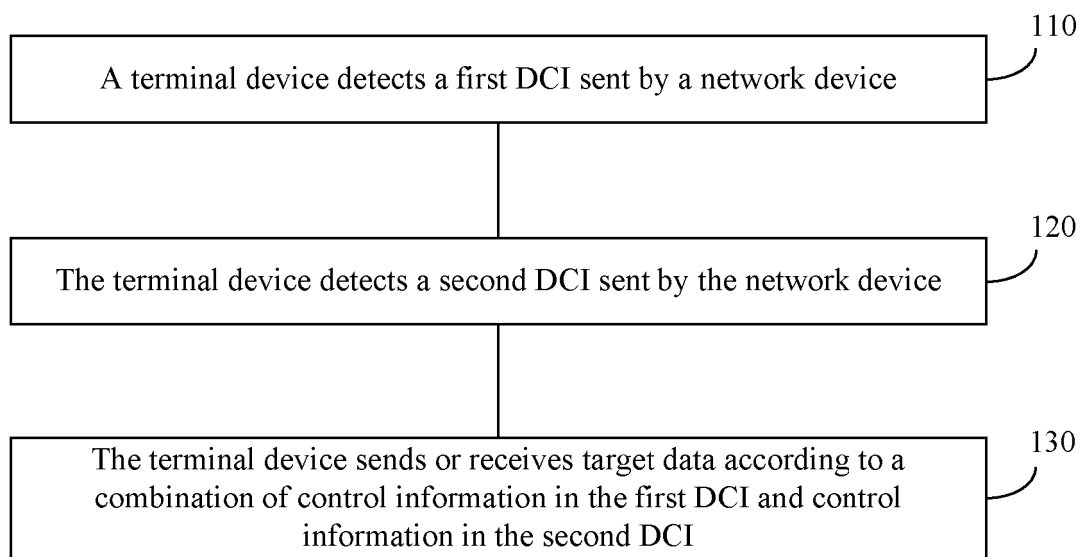 110
A terminal device detects a first DCI sent by a network device
120
The terminal device detects a second DCI sent by the network device
130
The terminal device sends or receives target data according to a
combination of control information in the first DCI and control
information in the second DCI